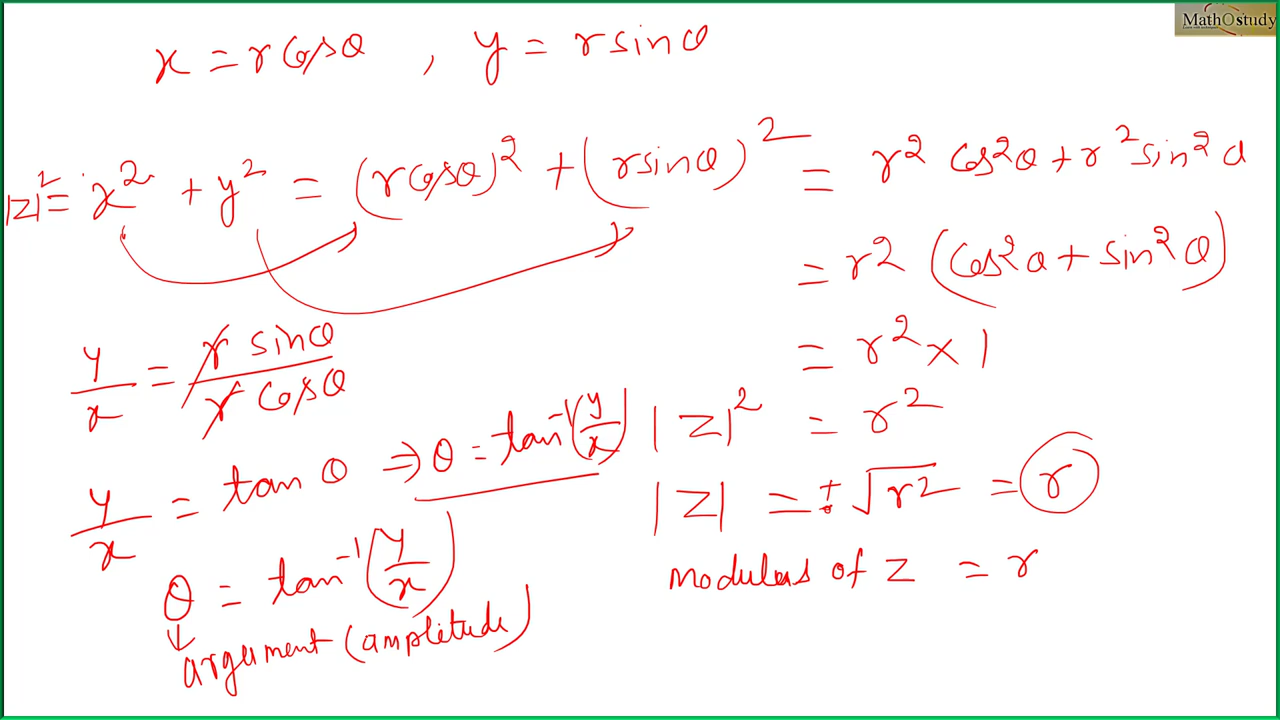 MathOstudy
x = r cosθ , y = r sinθ
|z|² = x² + y² = (r cosθ)² + (r sinθ)² = r² cos²θ + r² sin²θ
= r² (cos²θ + sin²θ)
= r² × 1
|z|² = r²
|z| = ± √r² = r
modulus of z = r
y/x = r sinθ / r cosθ
y/x = tan θ ⇒ θ = tan⁻¹(y/x)
θ = tan⁻¹(y/x)
↓
argument (amplitude)